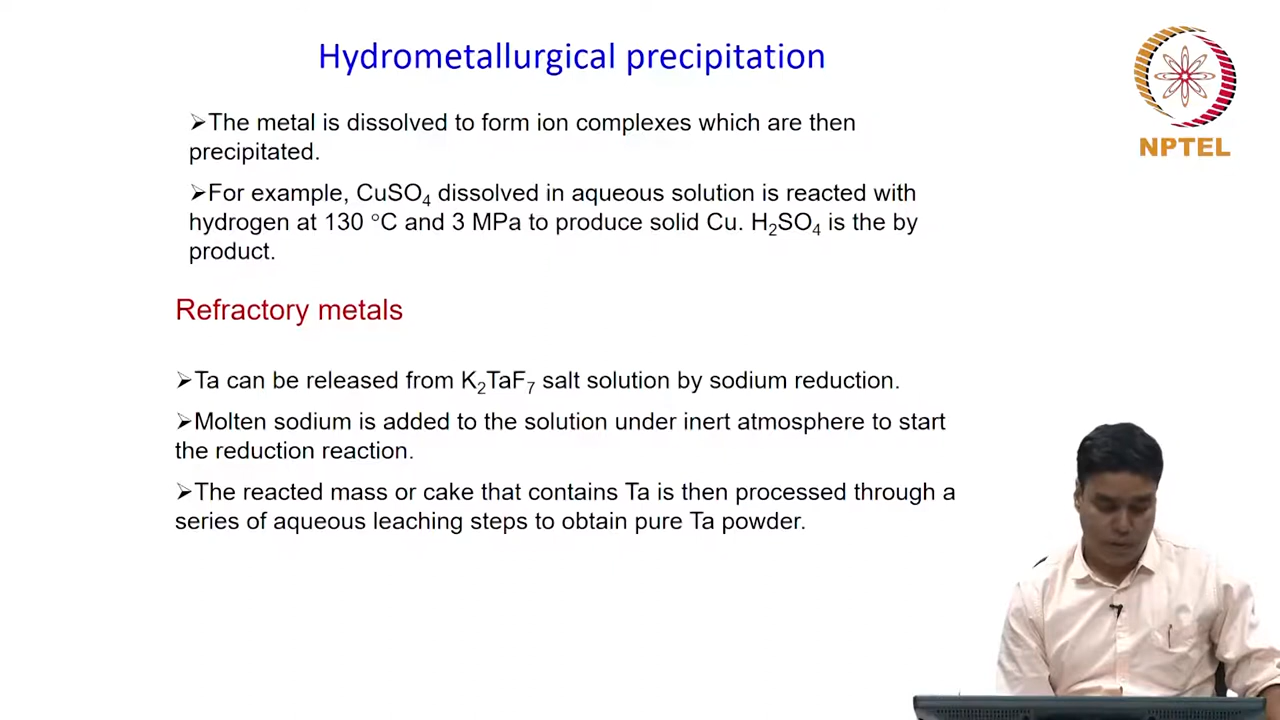 Hydrometallurgical precipitation
NPTEL
➢The metal is dissolved to form ion complexes which are then
precipitated.
➢For example, CuSO₄ dissolved in aqueous solution is reacted with
hydrogen at 130 °C and 3 MPa to produce solid Cu. H₂SO₄ is the by
product.
Refractory metals
➢Ta can be released from K₂TaF₇ salt solution by sodium reduction.
➢Molten sodium is added to the solution under inert atmosphere to start
the reduction reaction.
➢The reacted mass or cake that contains Ta is then processed through a
series of aqueous leaching steps to obtain pure Ta powder.